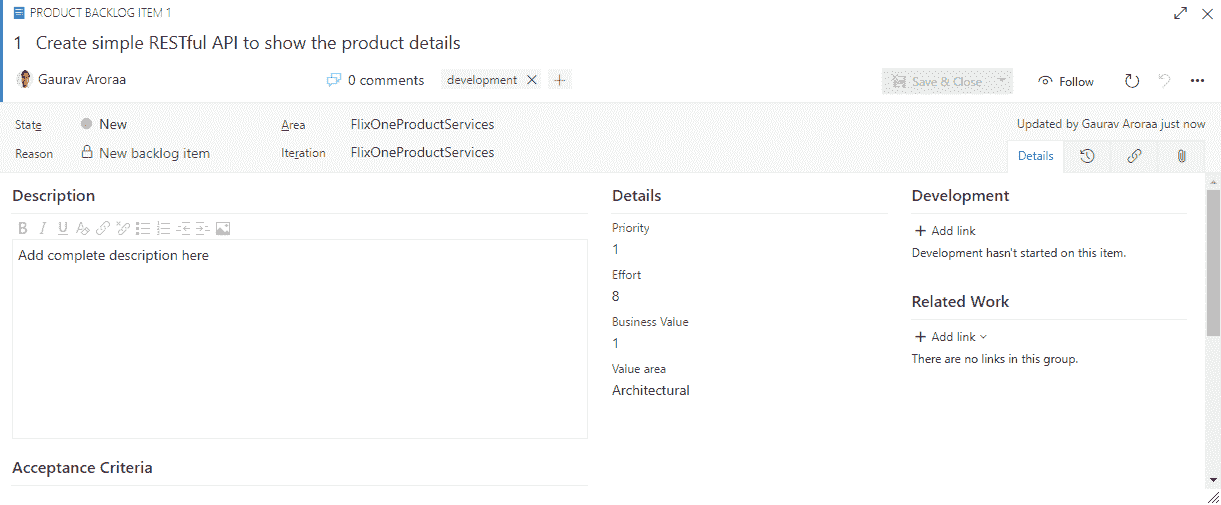 PRODUCT BACKLOG ITEM 1
1 Create simple RESTful API to show the product details
Gaurav Aroraa
0 comments
development
Save & Close
Follow
State
New
Area
FlixOneProductServices
Updated by Gaurav Aroraa just now
Reason
New backlog item
Iteration
FlixOneProductServices
Details
Description
B I U
Add complete description here
Acceptance Criteria
Details
Priority
1
Effort
8
Business Value
1
Value area
Architectural
Development
+ Add link
Development hasn't started on this item.
Related Work
+ Add link
There are no links in this group.